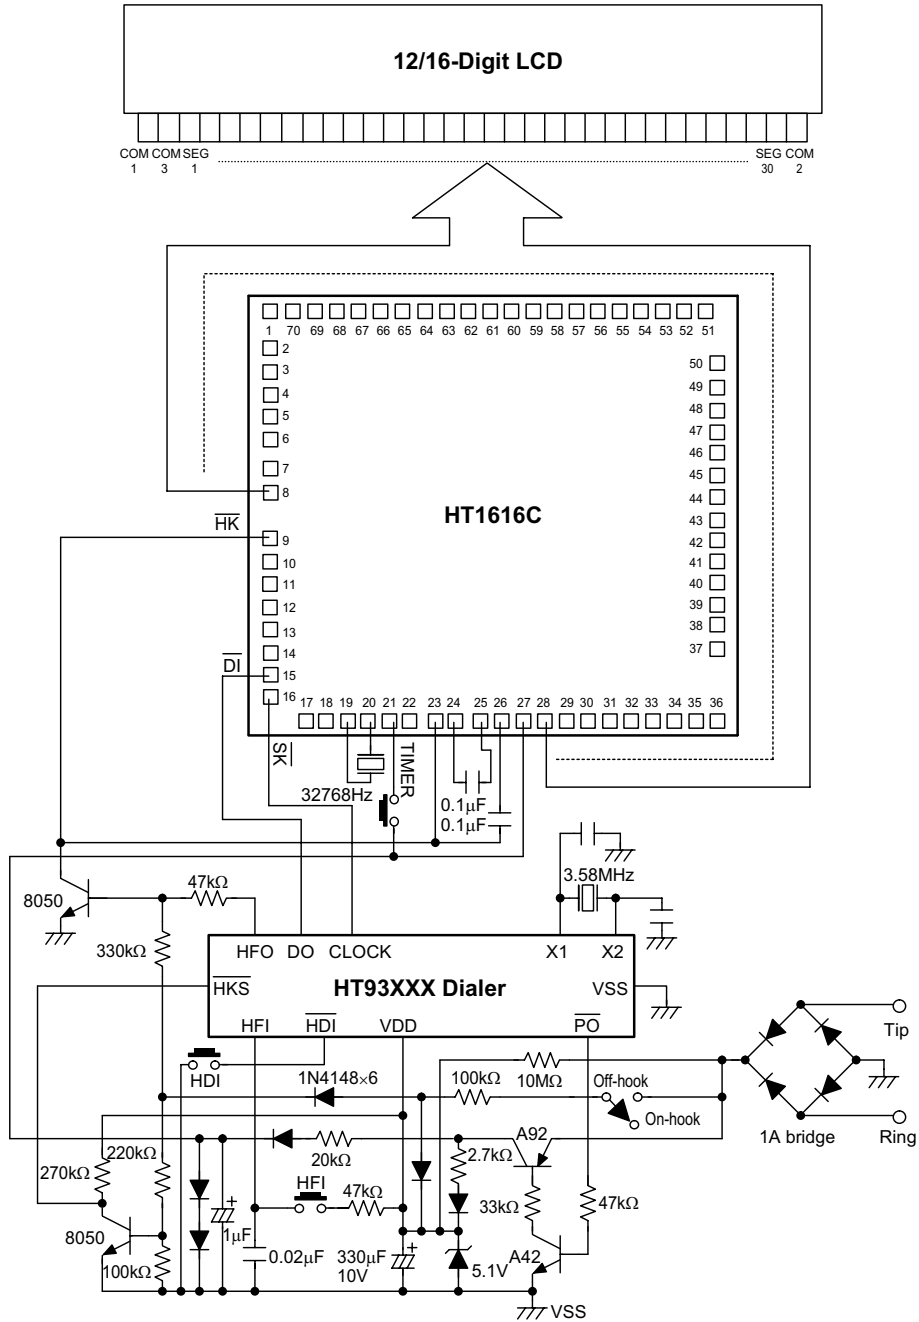 12/16-Digit LCD
COM COM SEG SEG COM
1 3 1 30 2
1 70 69 68 67 66 65 64 63 62 61 60 59 58 57 56 55 54 53 52 51
2
3
4
5
6
7
8
9
10
11
12
13
14
15
16
50
49
48
47
46
45
44
43
42
41
40
39
38
37
HT1616C
HK
DI
17 18 19 20 21 22 23 24 25 26 27 28 29 30 31 32 33 34 35 36
SK
TIMER
32768Hz
0.1μF
0.1μF
3.58MHz
8050
47kΩ
330kΩ
HFO DO CLOCK X1 X2
HKS
HT93XXX Dialer
VSS
HFI HDI VDD PO
HDI
1N4148×6
100kΩ
10MΩ
Off-hook
On-hook
Tip
Ring
1A bridge
A92
20kΩ
2.7kΩ
270kΩ
220kΩ
HFI
47kΩ
33kΩ
47kΩ
8050
+
1μF
100kΩ
0.02μF
330μF
10V
+
5.1V
A42
VSS